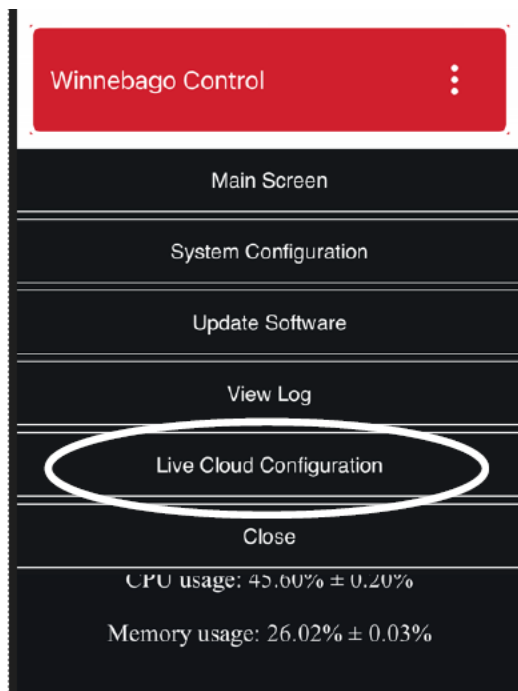 Winnebago Control
Main Screen
System Configuration
Update Software
View Log
Live Cloud Configuration
Close
CPU usage: 45.60% ± 0.20%
Memory usage: 26.02% ± 0.03%